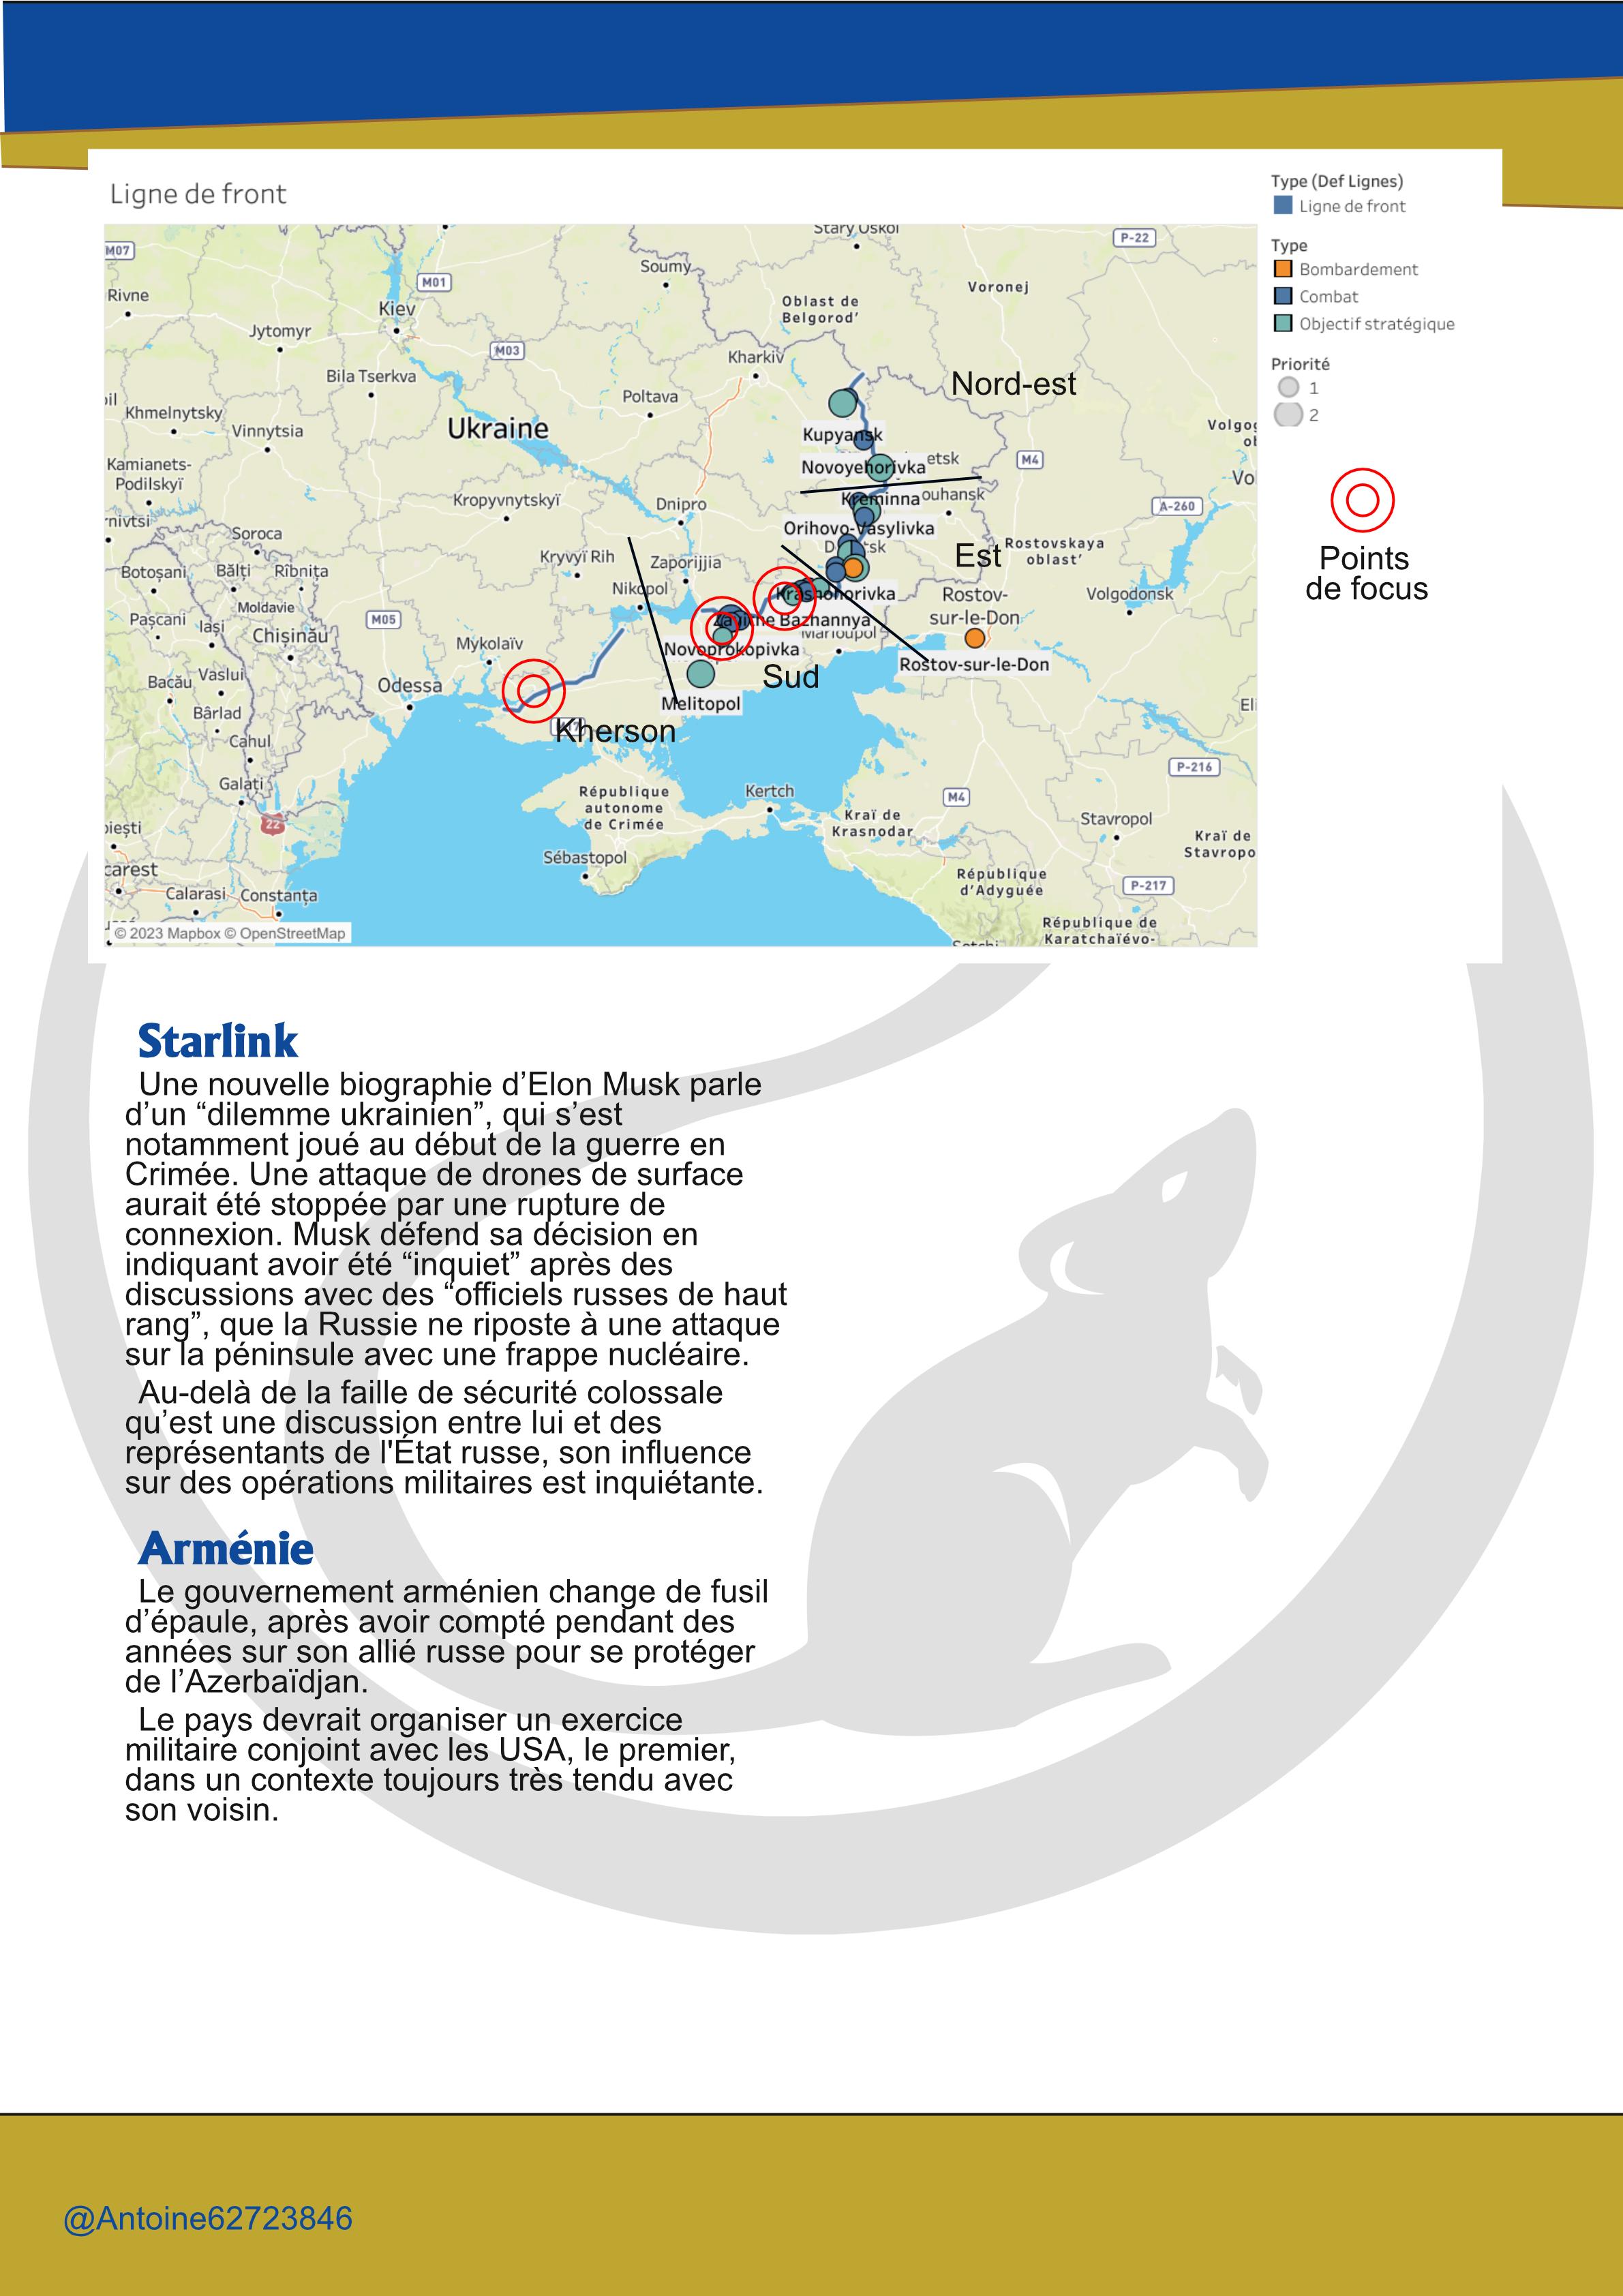 Ligne de front
Type (Def Lignes)
Ligne de front
Type
Bombardement
Combat
Objectif stratégique
Priorité
1
2
Points
de focus
Stary Oskol
P-22
M07
Soumy
M01
Voronej
Rivne
Oblast de
Belgorod’
Kiev
Jytomyr
M03
Kharkiv
Bila Tserkva
Nord-est
Poltava
Khmelnytsky
Vinnytsia
Ukraine
Kupyansk
M4
Kamianets-
Podilskyï
Novoyehorivka
etsk
Kropyvnytskyï
Dnipro
Kreminna
ouhansk
A-260
Soroca
Orihovo-Vasylivka
Kryvyï Rih
Zaporijjia
Est
Rostovskaya
oblast’
Botoșani
Bălți
Rîbnița
Nikopol
Krasnohorivka
Rostov-
sur-le-Don
Volgodonsk
Moldavie
Pașcani
Iași
Chișinău
M05
Mykolaïv
Zavitne Bazhannya
Marioupol
Novoprokopivka
Rostov-sur-le-Don
Bacău
Vaslui
Odessa
Sud
Melitopol
Bârlad
Kherson
Cahul
P-216
Galați
République
autonome
de Crimée
Kertch
M4
Kraï de
Krasnodar
Stavropol
22
Kraï de
Stavropo
Sébastopol
carest
République
d’Adyguée
P-217
Calarasi
Constanța
République de
Karatchaïévo-
© 2023 Mapbox © OpenStreetMap
Starlink
Une nouvelle biographie d’Elon Musk parle
d’un “dilemme ukrainien”, qui s’est
notamment joué au début de la guerre en
Crimée. Une attaque de drones de surface
aurait été stoppée par une rupture de
connexion. Musk défend sa décision en
indiquant avoir été “inquiet” après des
discussions avec des “officiels russes de haut
rang”, que la Russie ne riposte à une attaque
sur la péninsule avec une frappe nucléaire.
Au-delà de la faille de sécurité colossale
qu’est une discussion entre lui et des
représentants de l'État russe, son influence
sur des opérations militaires est inquiétante.
Arménie
Le gouvernement arménien change de fusil
d’épaule, après avoir compté pendant des
années sur son allié russe pour se protéger
de l’Azerbaïdjan.
Le pays devrait organiser un exercice
militaire conjoint avec les USA, le premier,
dans un contexte toujours très tendu avec
son voisin.
@Antoine62723846